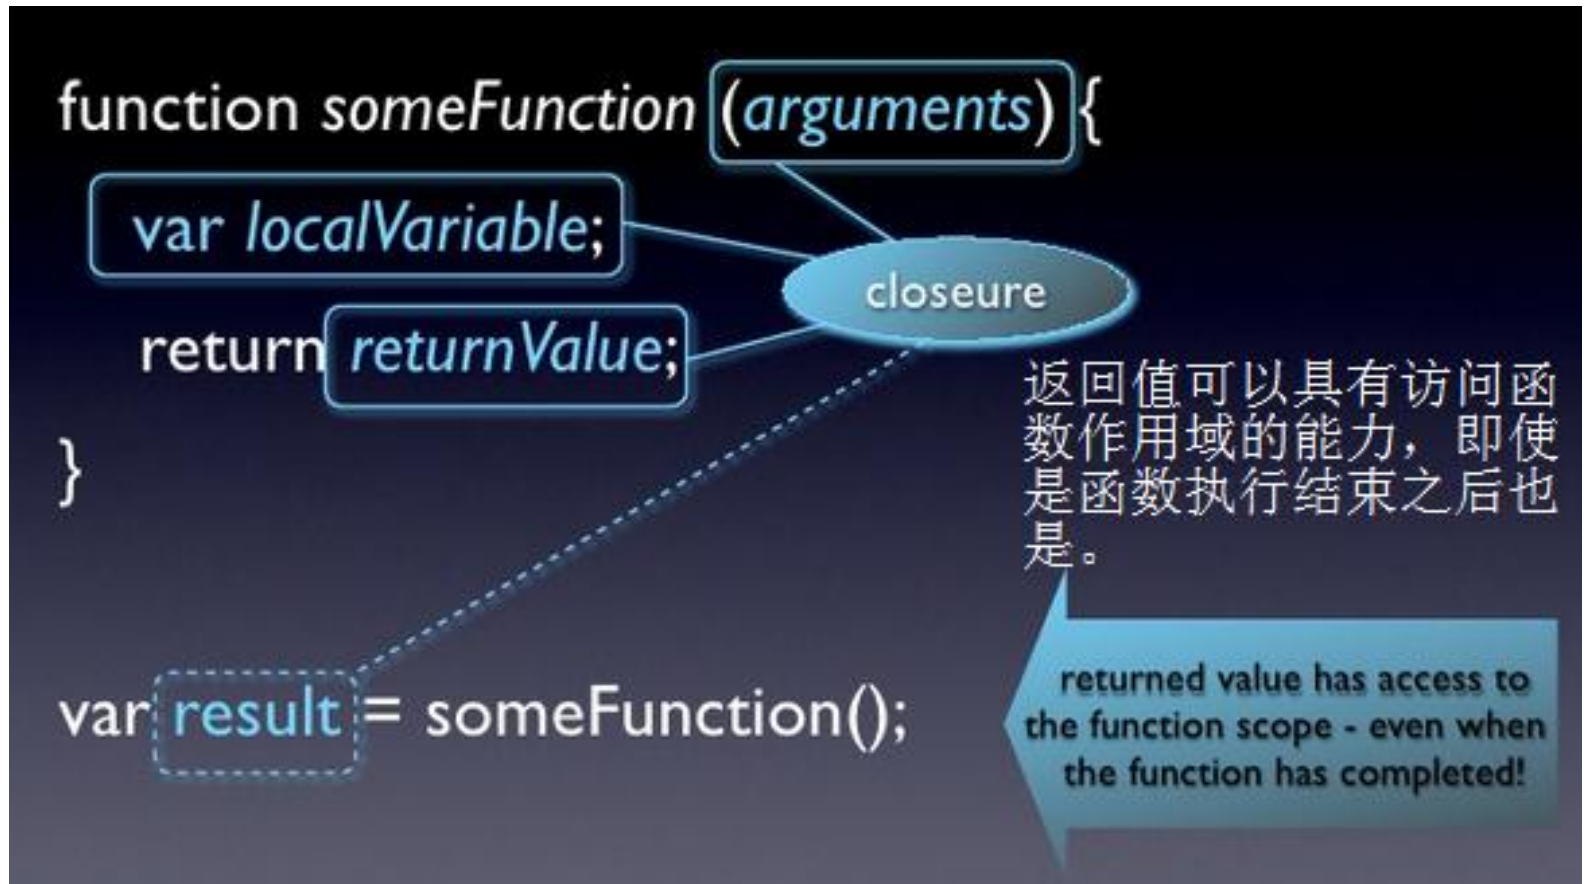 function someFunction (arguments) {
var localVariable;
closeure
return returnValue;
返回值可以具有访问函
数作用域的能力，即使
是函数执行结束之后也
是。
}
var result = someFunction();
returned value has access to
the function scope - even when
the function has completed!